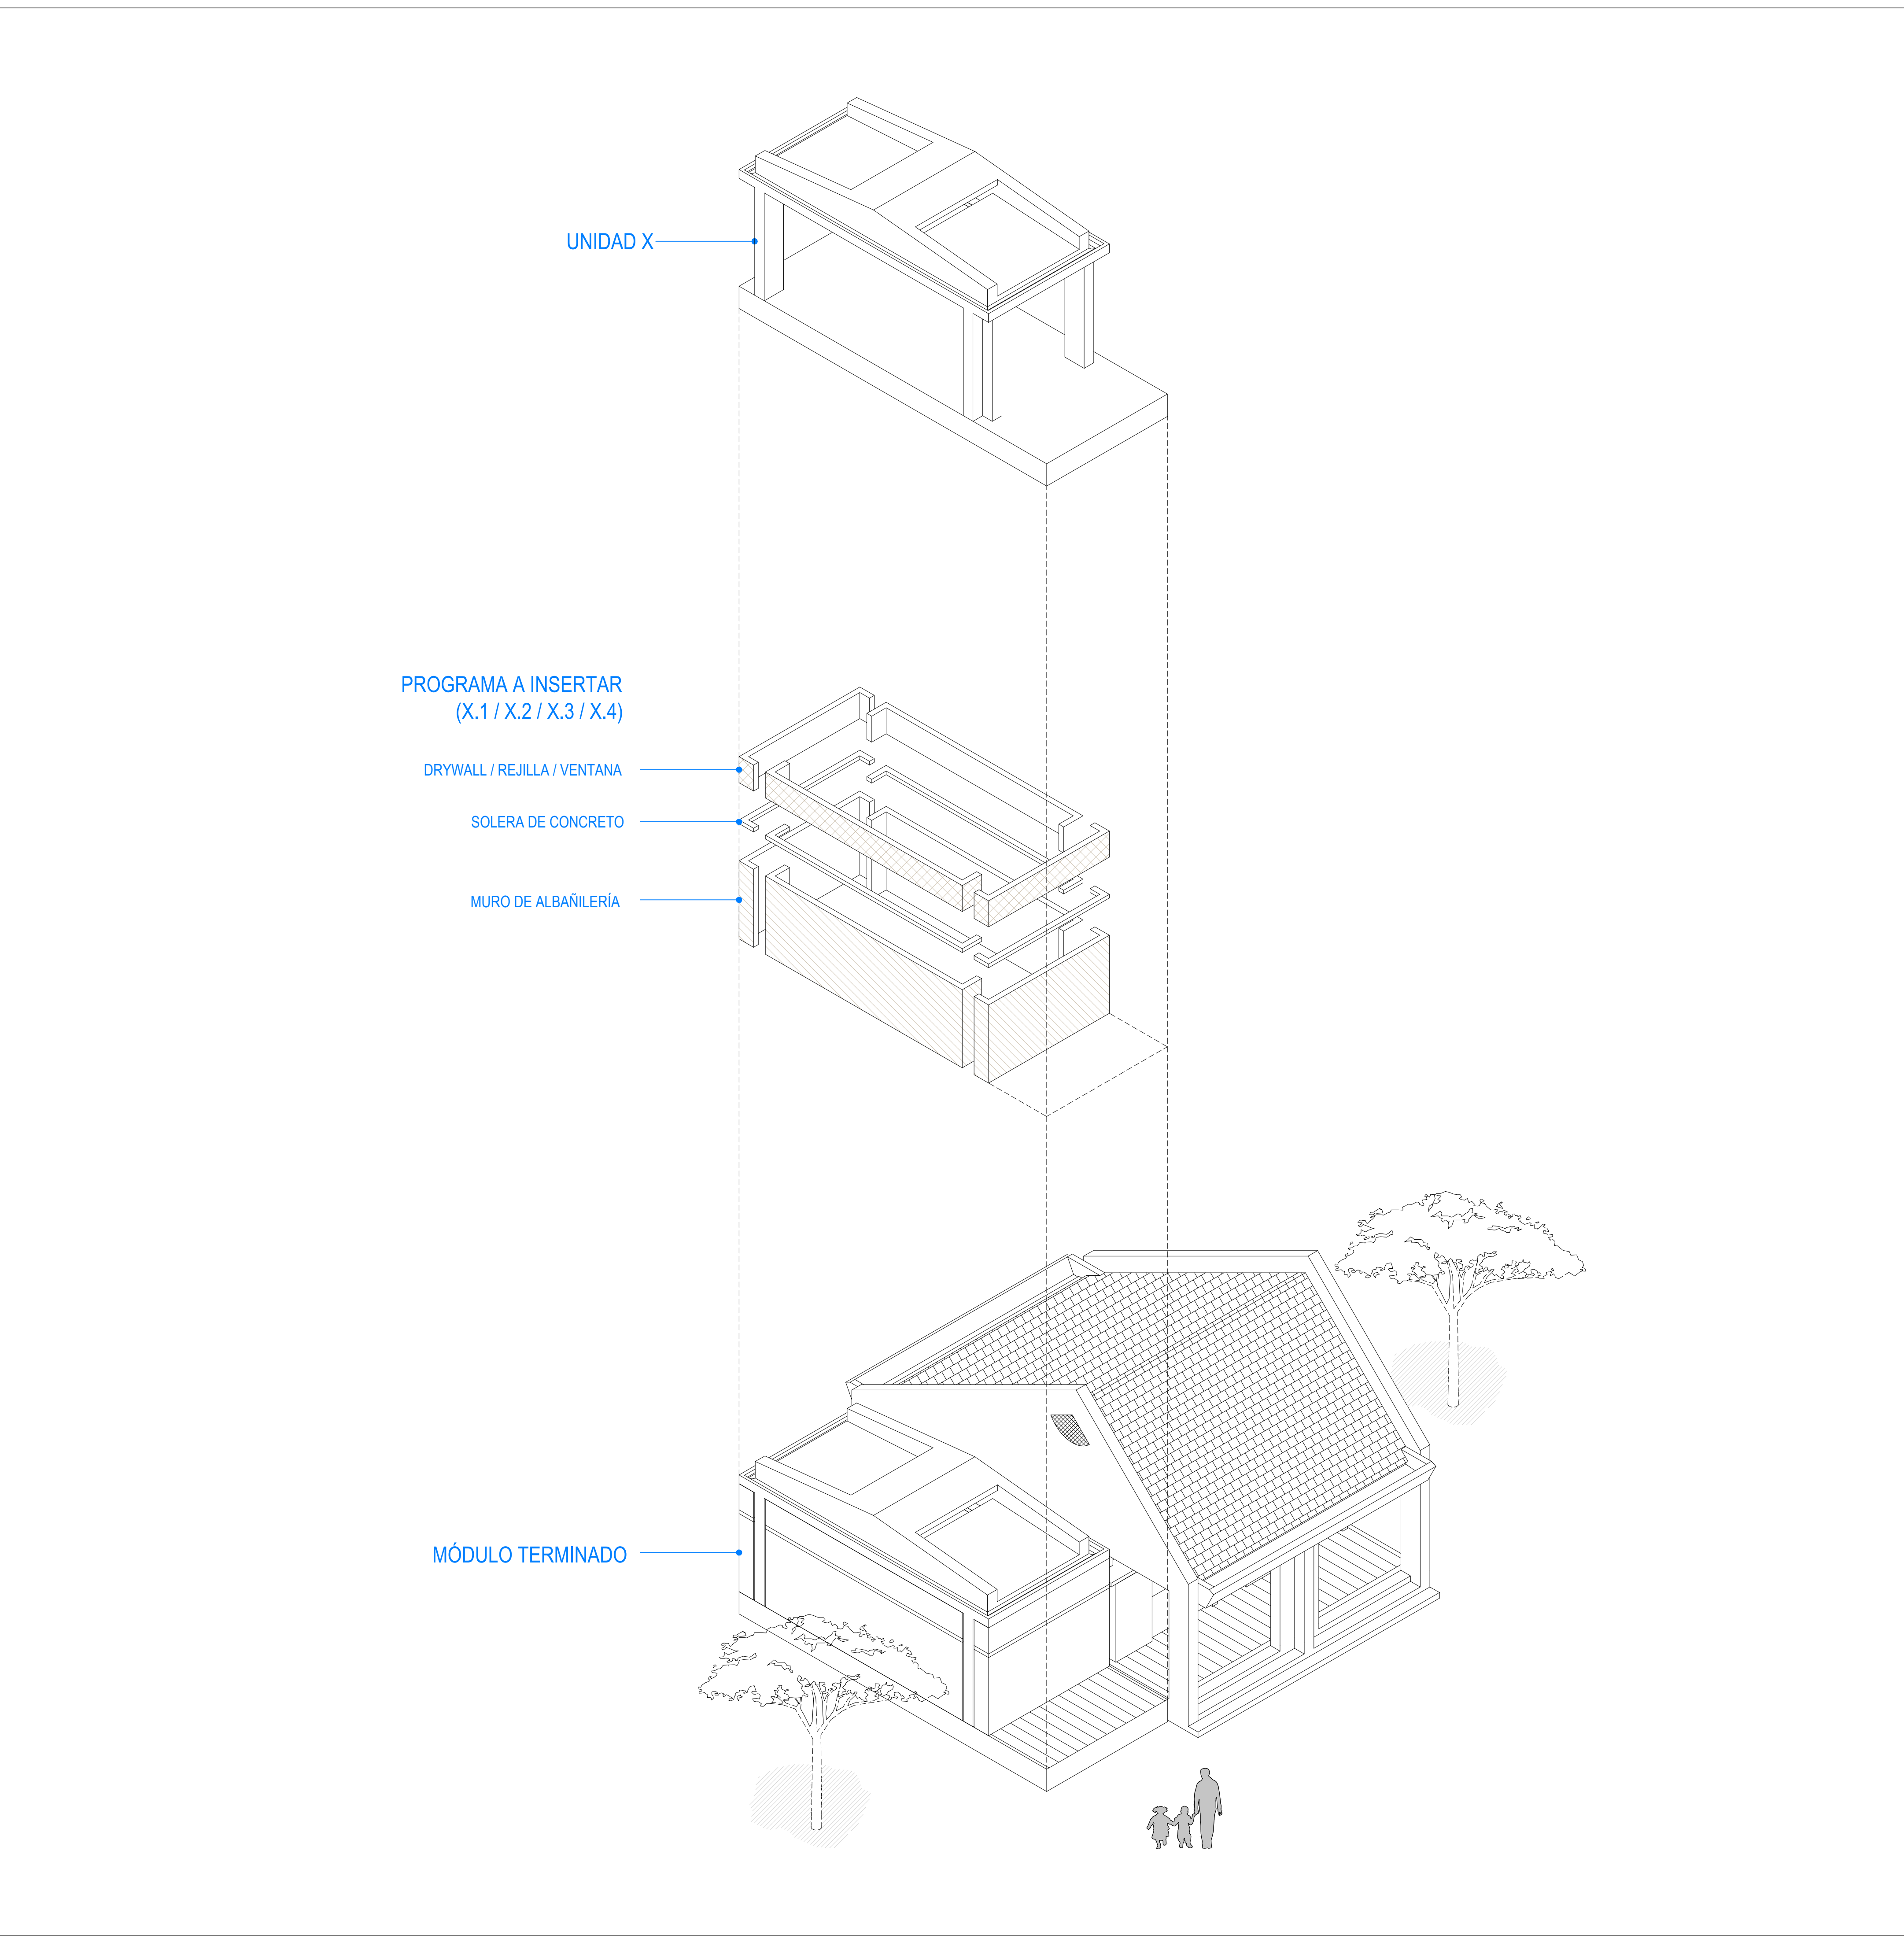 UNIDAD X
PROGRAMA A INSERTAR
(X.1 / X.2 / X.3 / X.4)
DRYWALL / REJILLA / VENTANA
SOLERA DE CONCRETO
MURO DE ALBAÑILERÍA
MÓDULO TERMINADO